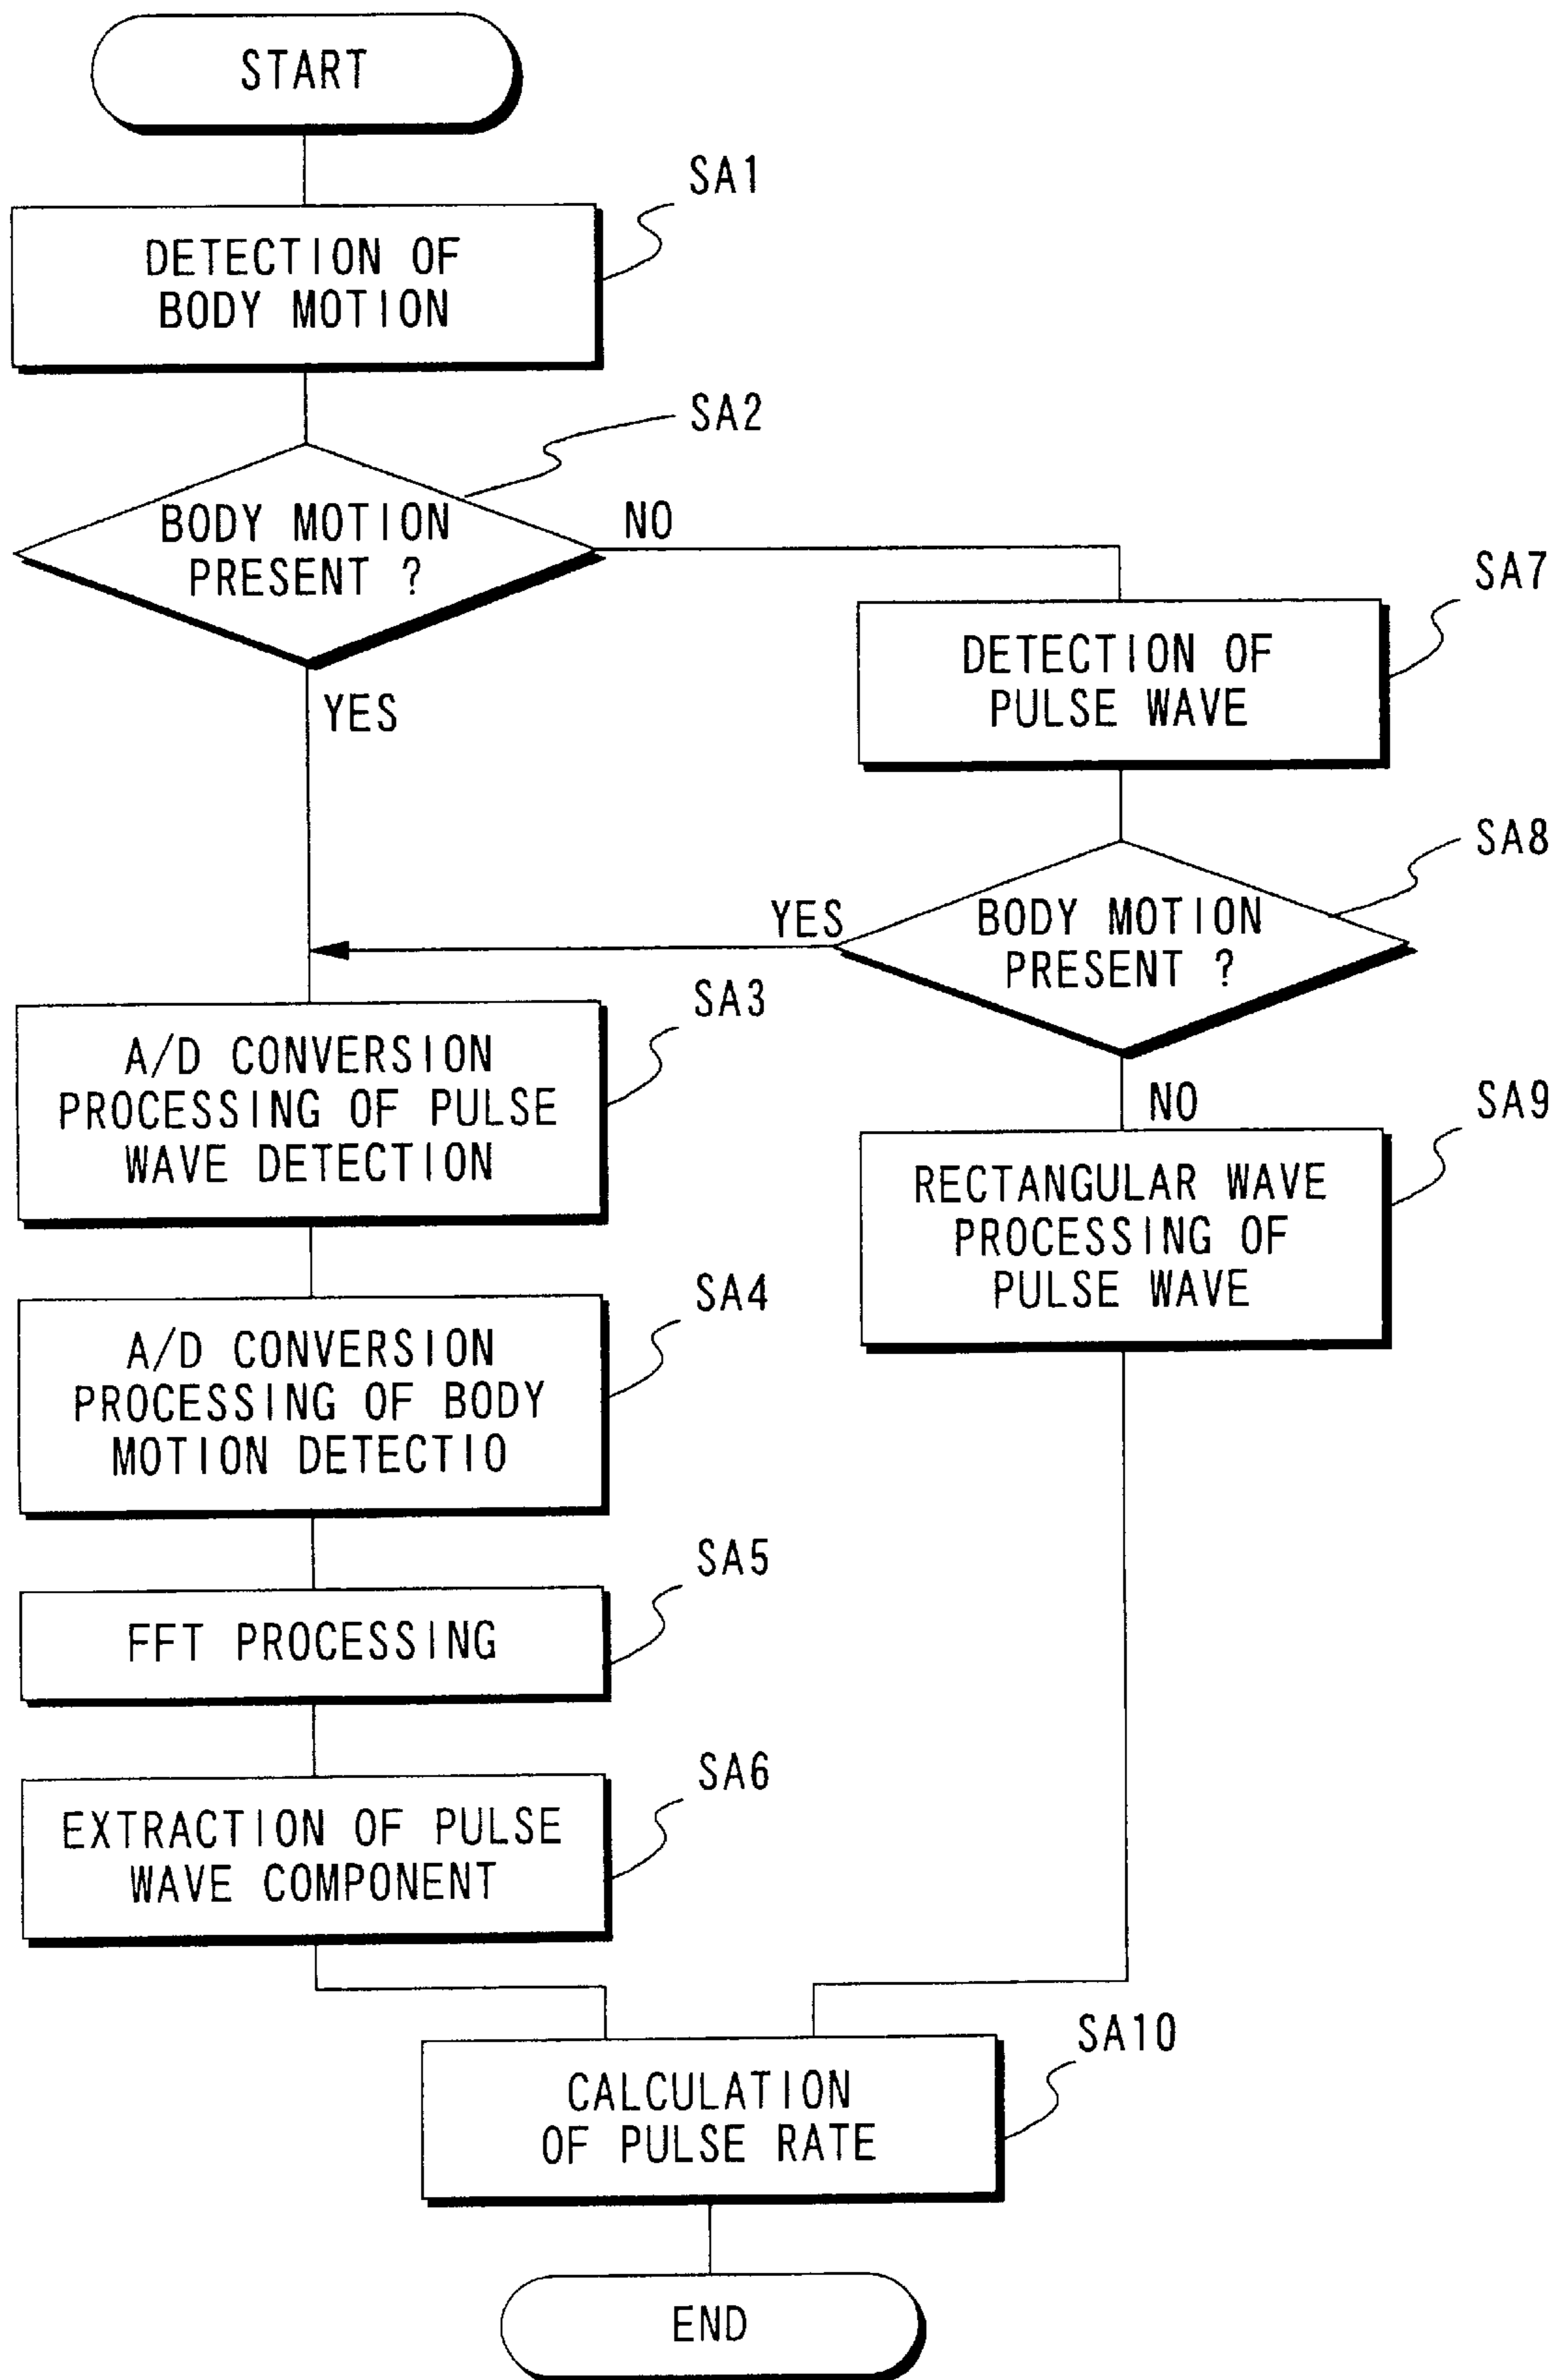 START
SA1
DETECTION OF
BODY MOTION
SA2
BODY MOTION
PRESENT ?
NO
YES
SA7
DETECTION OF
PULSE WAVE
SA8
BODY MOTION
PRESENT ?
YES
NO
SA3
A/D CONVERSION
PROCESSING OF PULSE
WAVE DETECTION
SA9
RECTANGULAR WAVE
PROCESSING OF
PULSE WAVE
SA4
A/D CONVERSION
PROCESSING OF BODY
MOTION DETECTIO
SA5
FFT PROCESSING
SA6
EXTRACTION OF PULSE
WAVE COMPONENT
SA10
CALCULATION
OF PULSE RATE
END